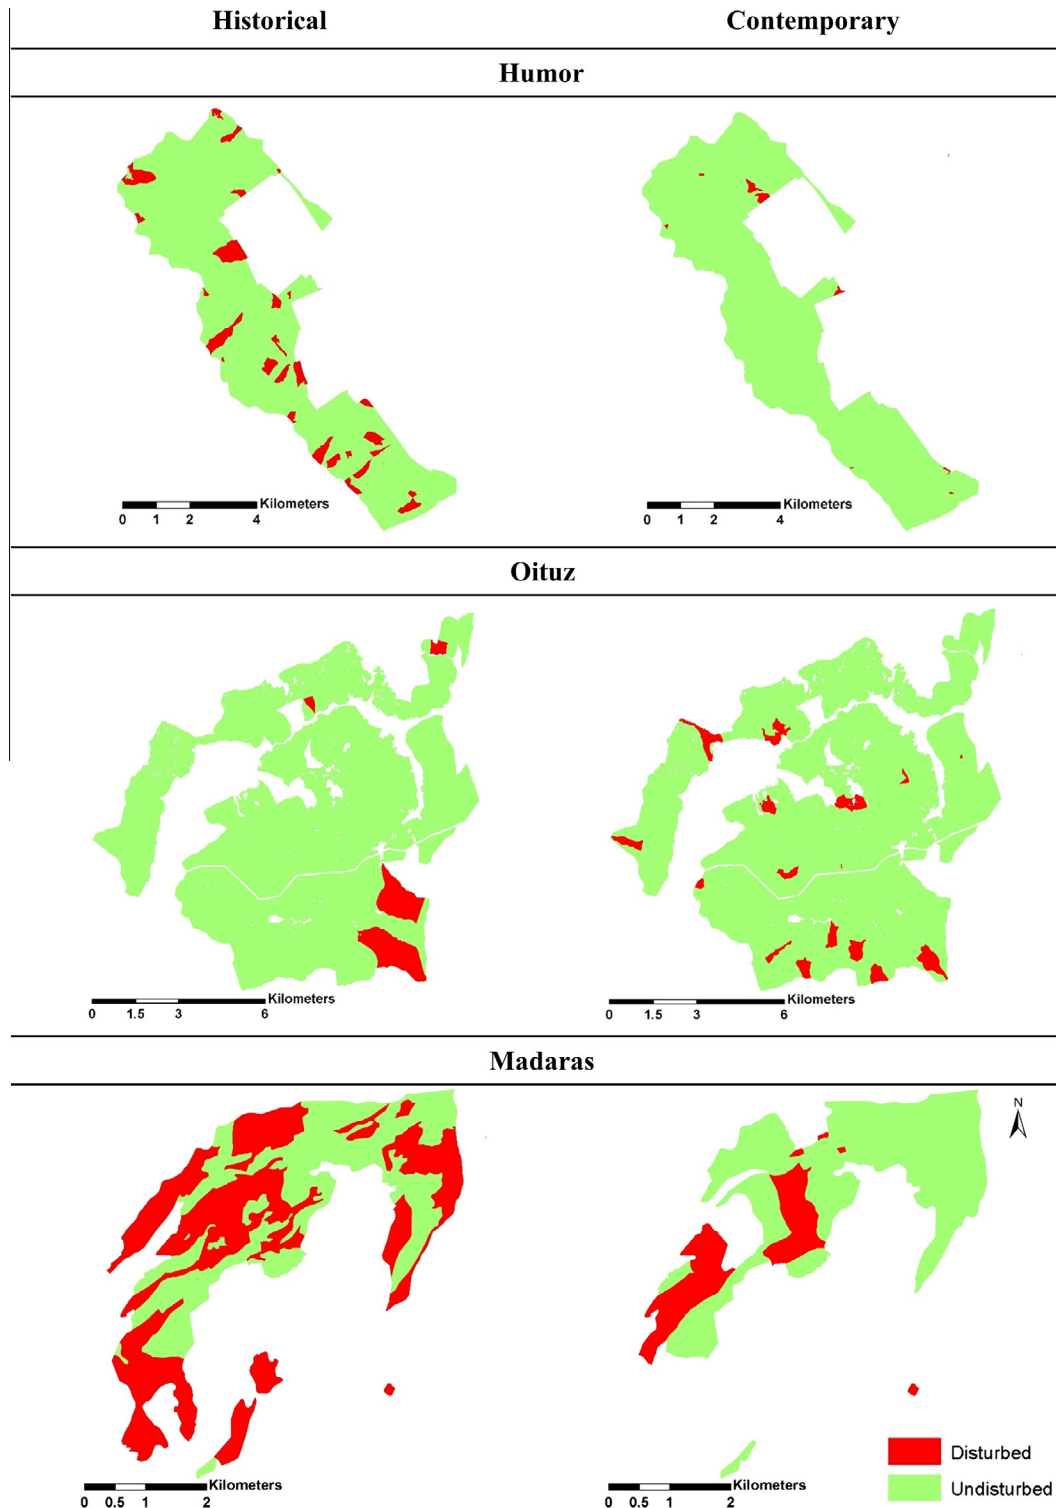 Historical Contemporary
Humor
Kilometers Kilometers
0 1 2 4 0 1 2 4
Oituz
Kilometers Kilometers
0 1.5 3 6 0 1.5 3 6
Madaras
N
Disturbed
Kilometers Kilometers Undisturbed
0 0.5 1 2 0 0.5 1 2